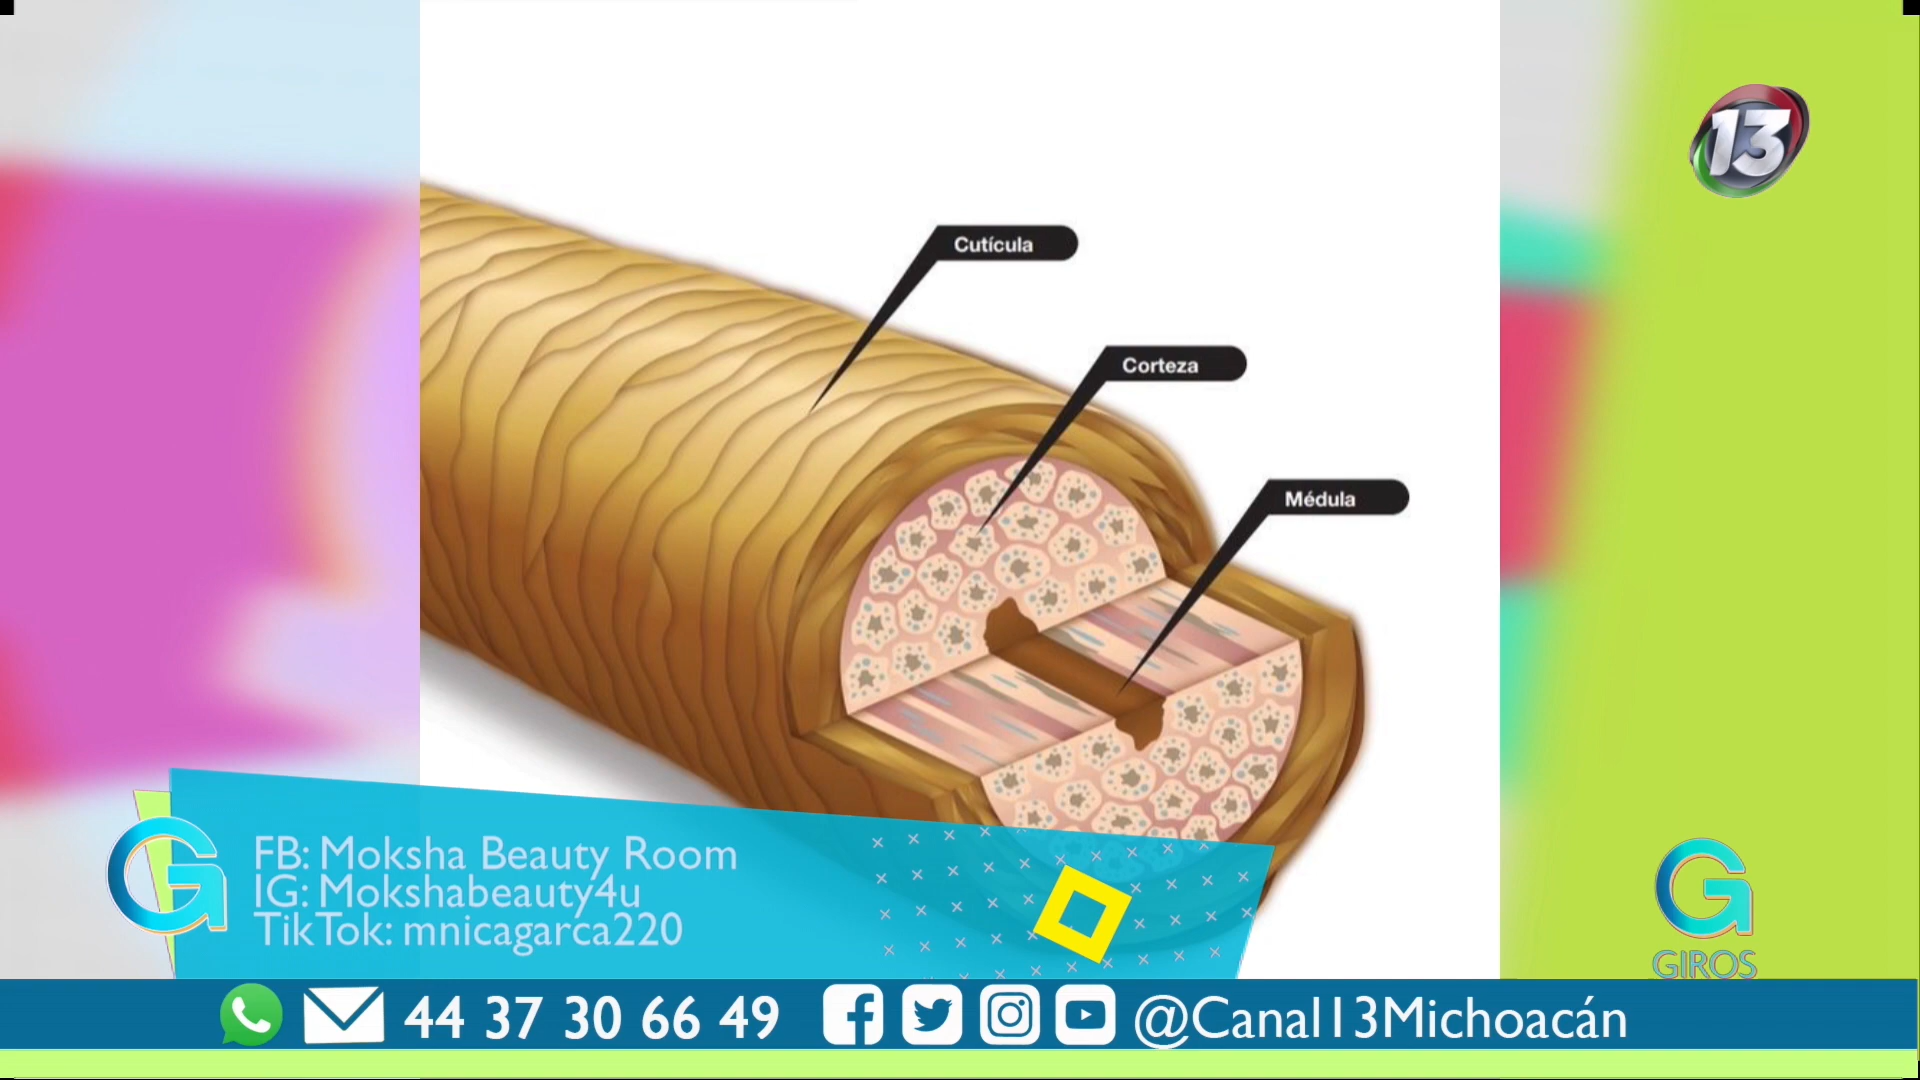 13
Cutícula
Corteza
Médula
FB: Moksha Beauty Room
IG: Mokshabeauty4u
TikTok: mnicagarca220
G
GIROS
44 37 30 66 49
@Canal13Michoacán